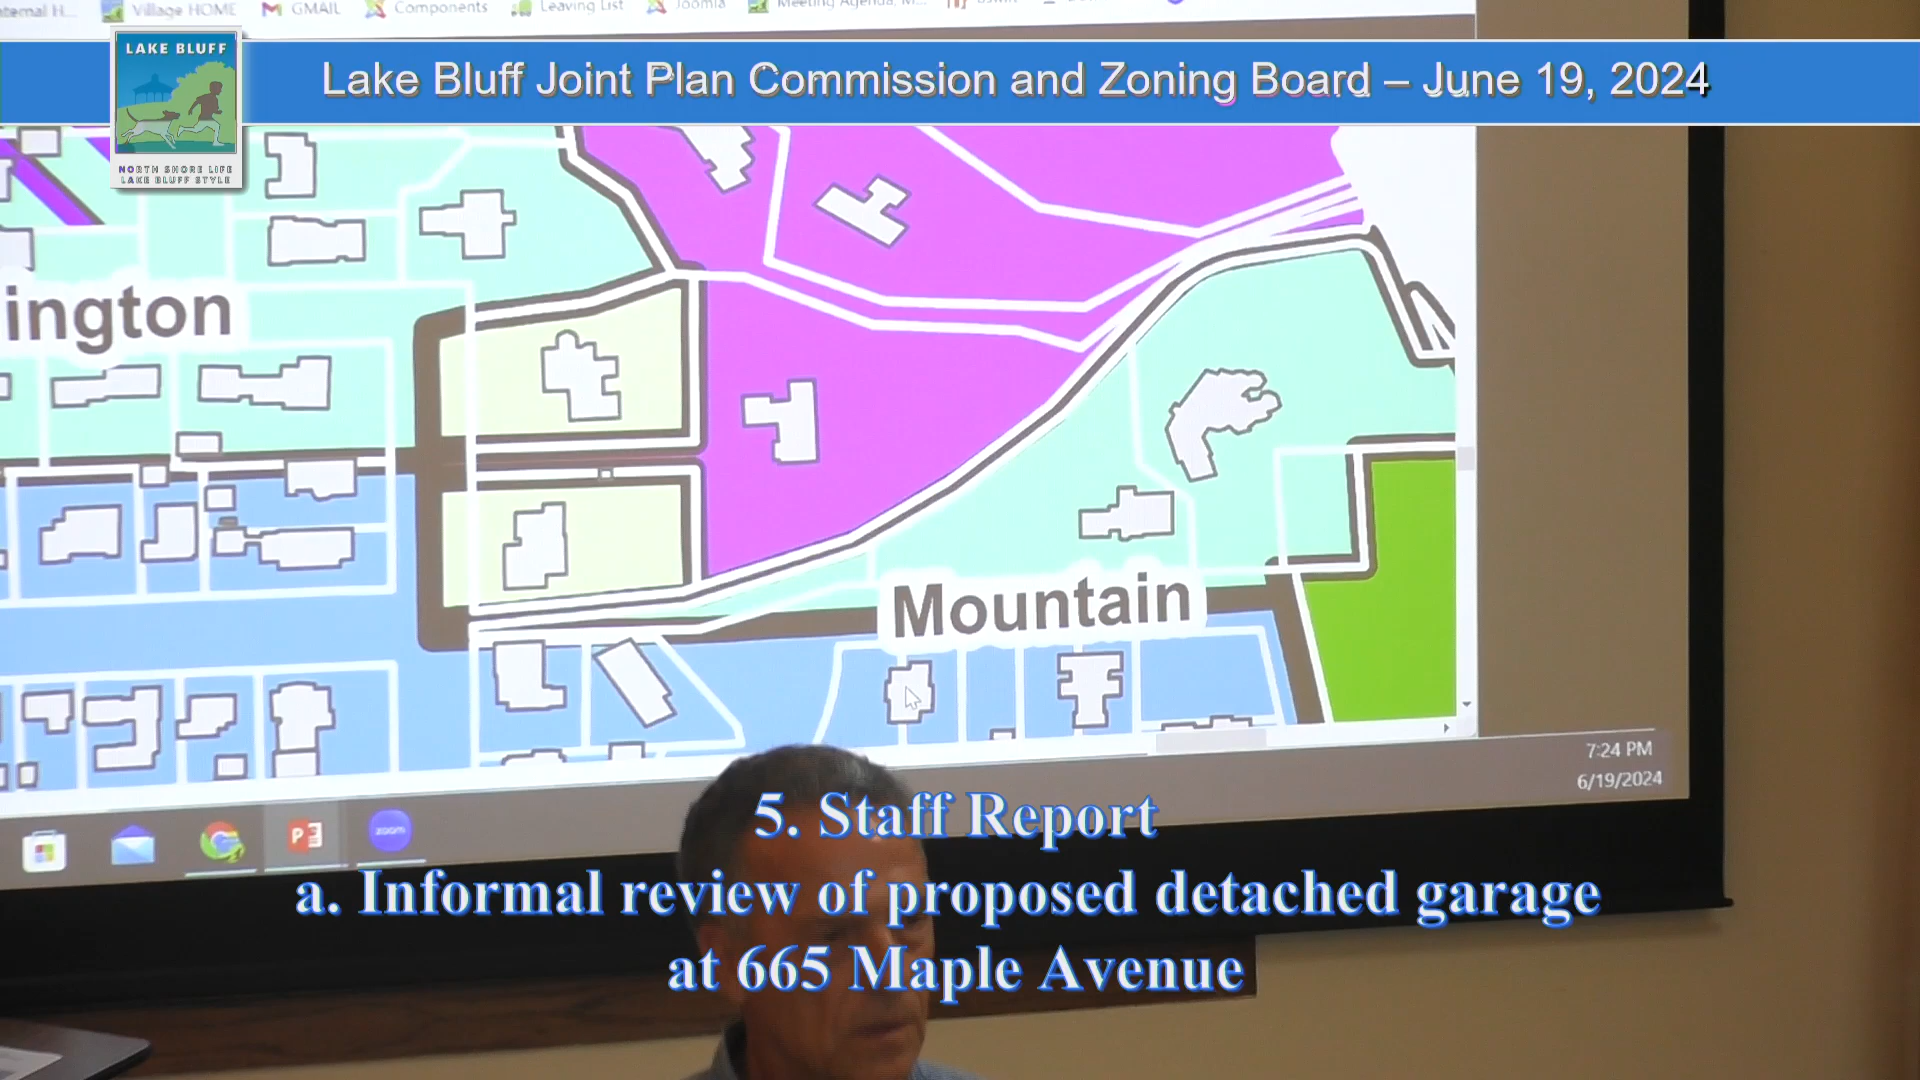 Village HOME
GMAIL
Components
Leaving List
Joomla
LAKE BLUFF
Lake Bluff Joint Plan Commission and Zoning Board – June 19, 2024
NORTH SHORE LIFE
LAKE BLUFF STYLE
ington
Mountain
7:24 PM
6/19/2024
zoom
5. Staff Report
a. Informal review of proposed detached garage
at 665 Maple Avenue